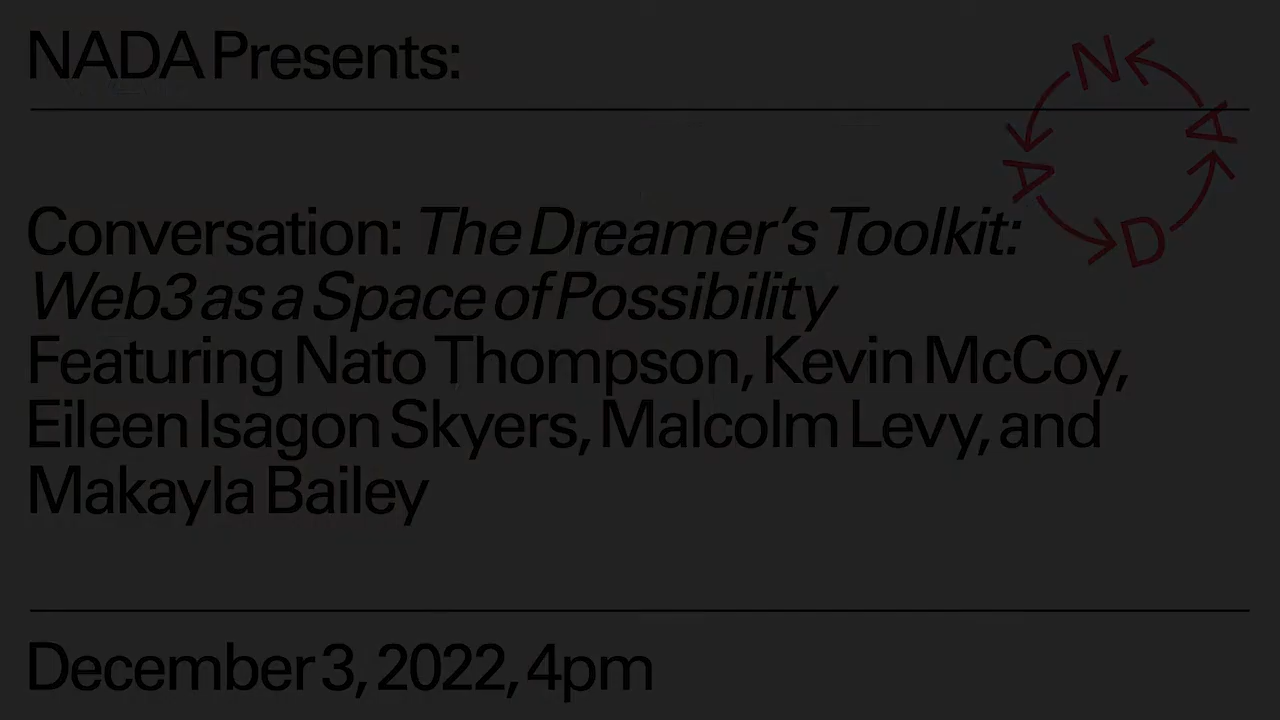 NADA Presents:
N A D A
Conversation: The Dreamer’s Toolkit:
Web3 as a Space of Possibility
Featuring Nato Thompson, Kevin McCoy,
Eileen Isagon Skyers, Malcolm Levy, and
Makayla Bailey
December 3, 2022, 4pm